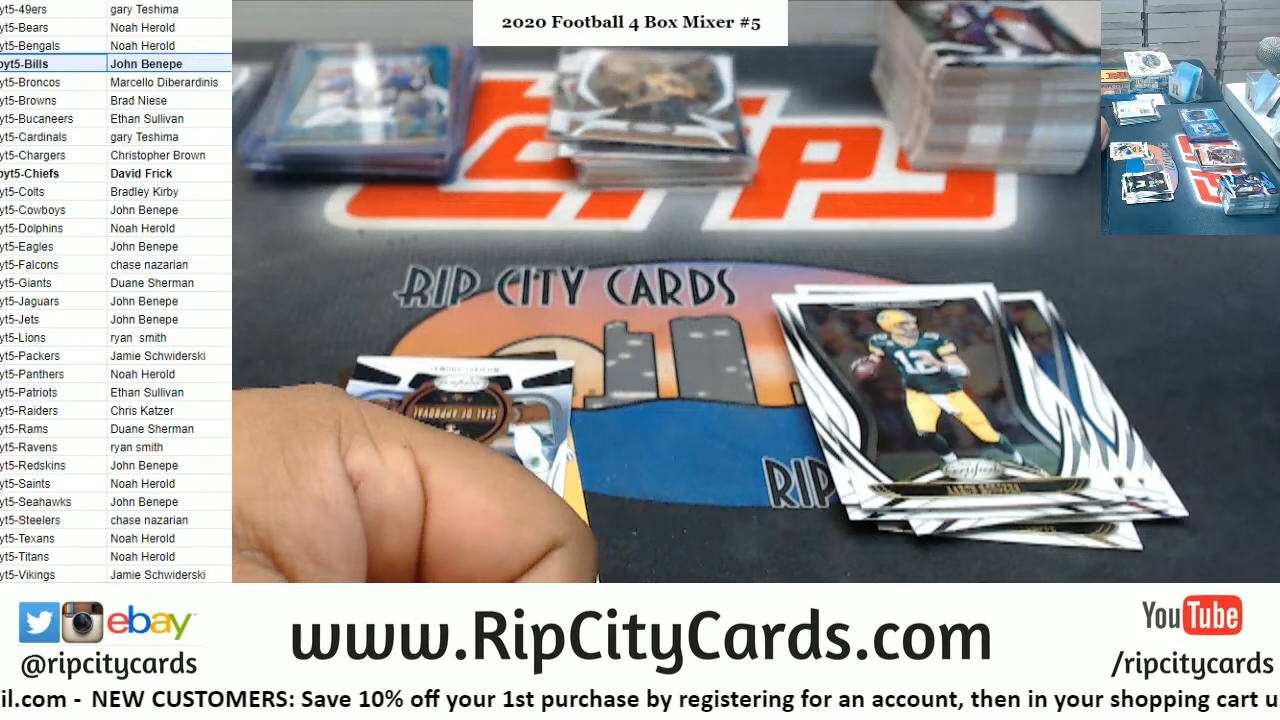 2020 Football 4 Box Mixer #5
yt5-49ers gary Teshima
yt5-Bears Noah Herold
yt5-Bengals Noah Herold
yt5-Bills John Benepe
yt5-Broncos Marcello Diberardinis
yt5-Browns Brad Niese
yt5-Bucaneers Ethan Sullivan
yt5-Cardinals gary Teshima
yt5-Chargers Christopher Brown
yt5-Chiefs David Frick
yt5-Colts Bradley Kirby
yt5-Cowboys John Benepe
yt5-Dolphins Noah Herold
yt5-Eagles John Benepe
yt5-Falcons chase nazarian
yt5-Giants Duane Sherman
yt5-Jaguars John Benepe
yt5-Jets John Benepe
yt5-Lions ryan smith
yt5-Packers Jamie Schwiderski
yt5-Panthers Noah Herold
yt5-Patriots Ethan Sullivan
yt5-Raiders Chris Katzer
yt5-Rams Duane Sherman
yt5-Ravens ryan smith
yt5-Redskins John Benepe
yt5-Saints Noah Herold
yt5-Seahawks John Benepe
yt5-Steelers chase nazarian
yt5-Texans Noah Herold
yt5-Titans Noah Herold
yt5-Vikings Jamie Schwiderski
RIP CITY CARDS
RIP
12
Certified
AARON RODGERS
SEAL OF APPROVAL
ebay
@ripcitycards
www.RipCityCards.com
YouTube
/ripcitycards
il.com - NEW CUSTOMERS: Save 10% off your 1st purchase by registering for an account, then in your shopping cart u